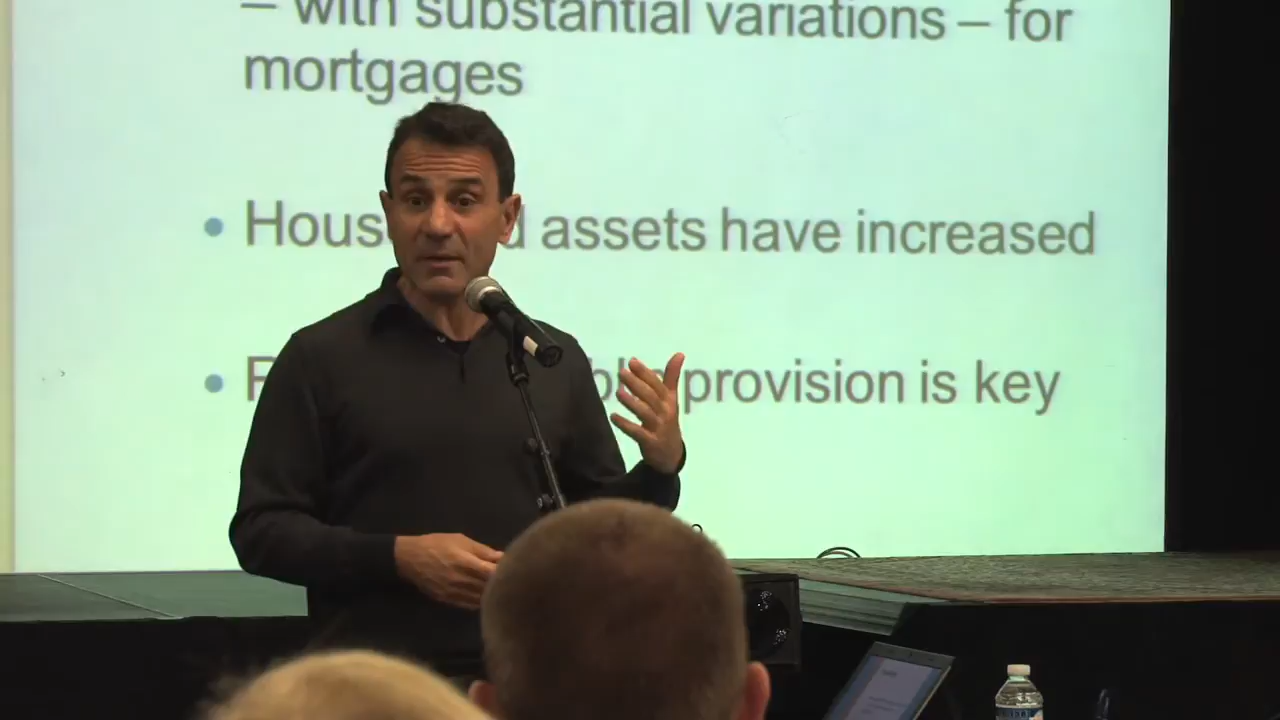 – with substantial variations – for
mortgages
• Hous d assets have increased
• provision is key